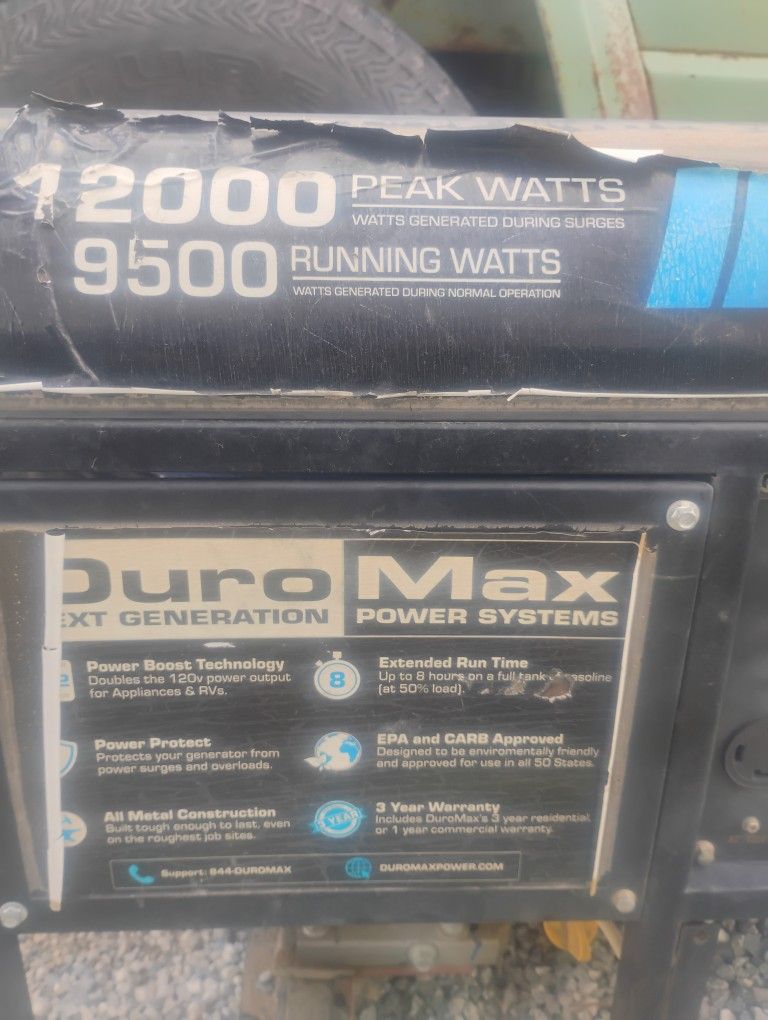 12000 PEAK WATTS
WATTS GENERATED DURING SURGES
9500 RUNNING WATTS
WATTS GENERATED DURING NORMAL OPERATION
DuroMax
EXT GENERATION POWER SYSTEMS
Power Boost Technology
Doubles the 120v power output
for Appliances & RVs.
8
Extended Run Time
Up to 8 hours on a full tank gasoline
(at 50% load).
Power Protect
Protects your generator from
power surges and overloads.
EPA and CARB Approved
Designed to be enviromentally friendly
and approved for use in all 50 States.
All Metal Construction
Built tough enough to last, even
on the roughest job sites.
3 YEAR
3 Year Warranty
Includes DuroMax's 3 year residential
or 1 year commercial warranty.
Support: 844-DUROMAX
DUROMAXPOWER.COM